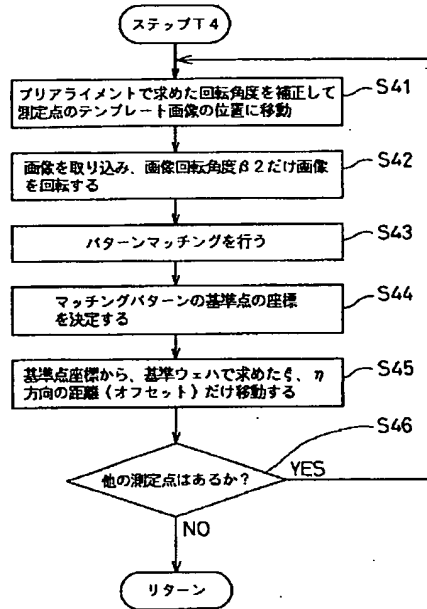 ステップT4
プリアライメントで求めた回転角度を補正して
測定点のテンプレート画像の位置に移動
S41
画像を取り込み、画像回転角度β2だけ画像
を回転する
S42
パターンマッチングを行う
S43
マッチングパターンの基準点の座標
を決定する
S44
基準点座標から、基準ウェハで求めたξ、η
方向の距離(オフセット)だけ移動する
S45
他の測定点はあるか?
S46
YES
NO
リターン